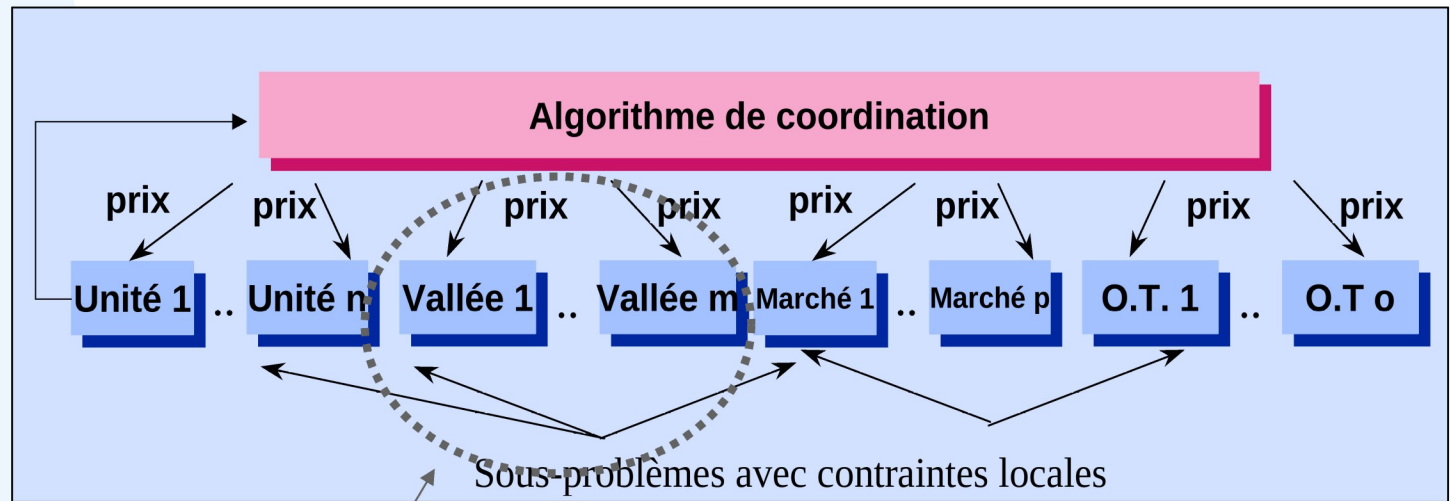 Algorithme de coordination
prix prix prix prix prix prix prix prix
Unité 1 .. Unité n Vallée 1 .. Vallée m Marché 1 .. Marché p O.T. 1 .. O.T o
Sous-problèmes avec contraintes locales